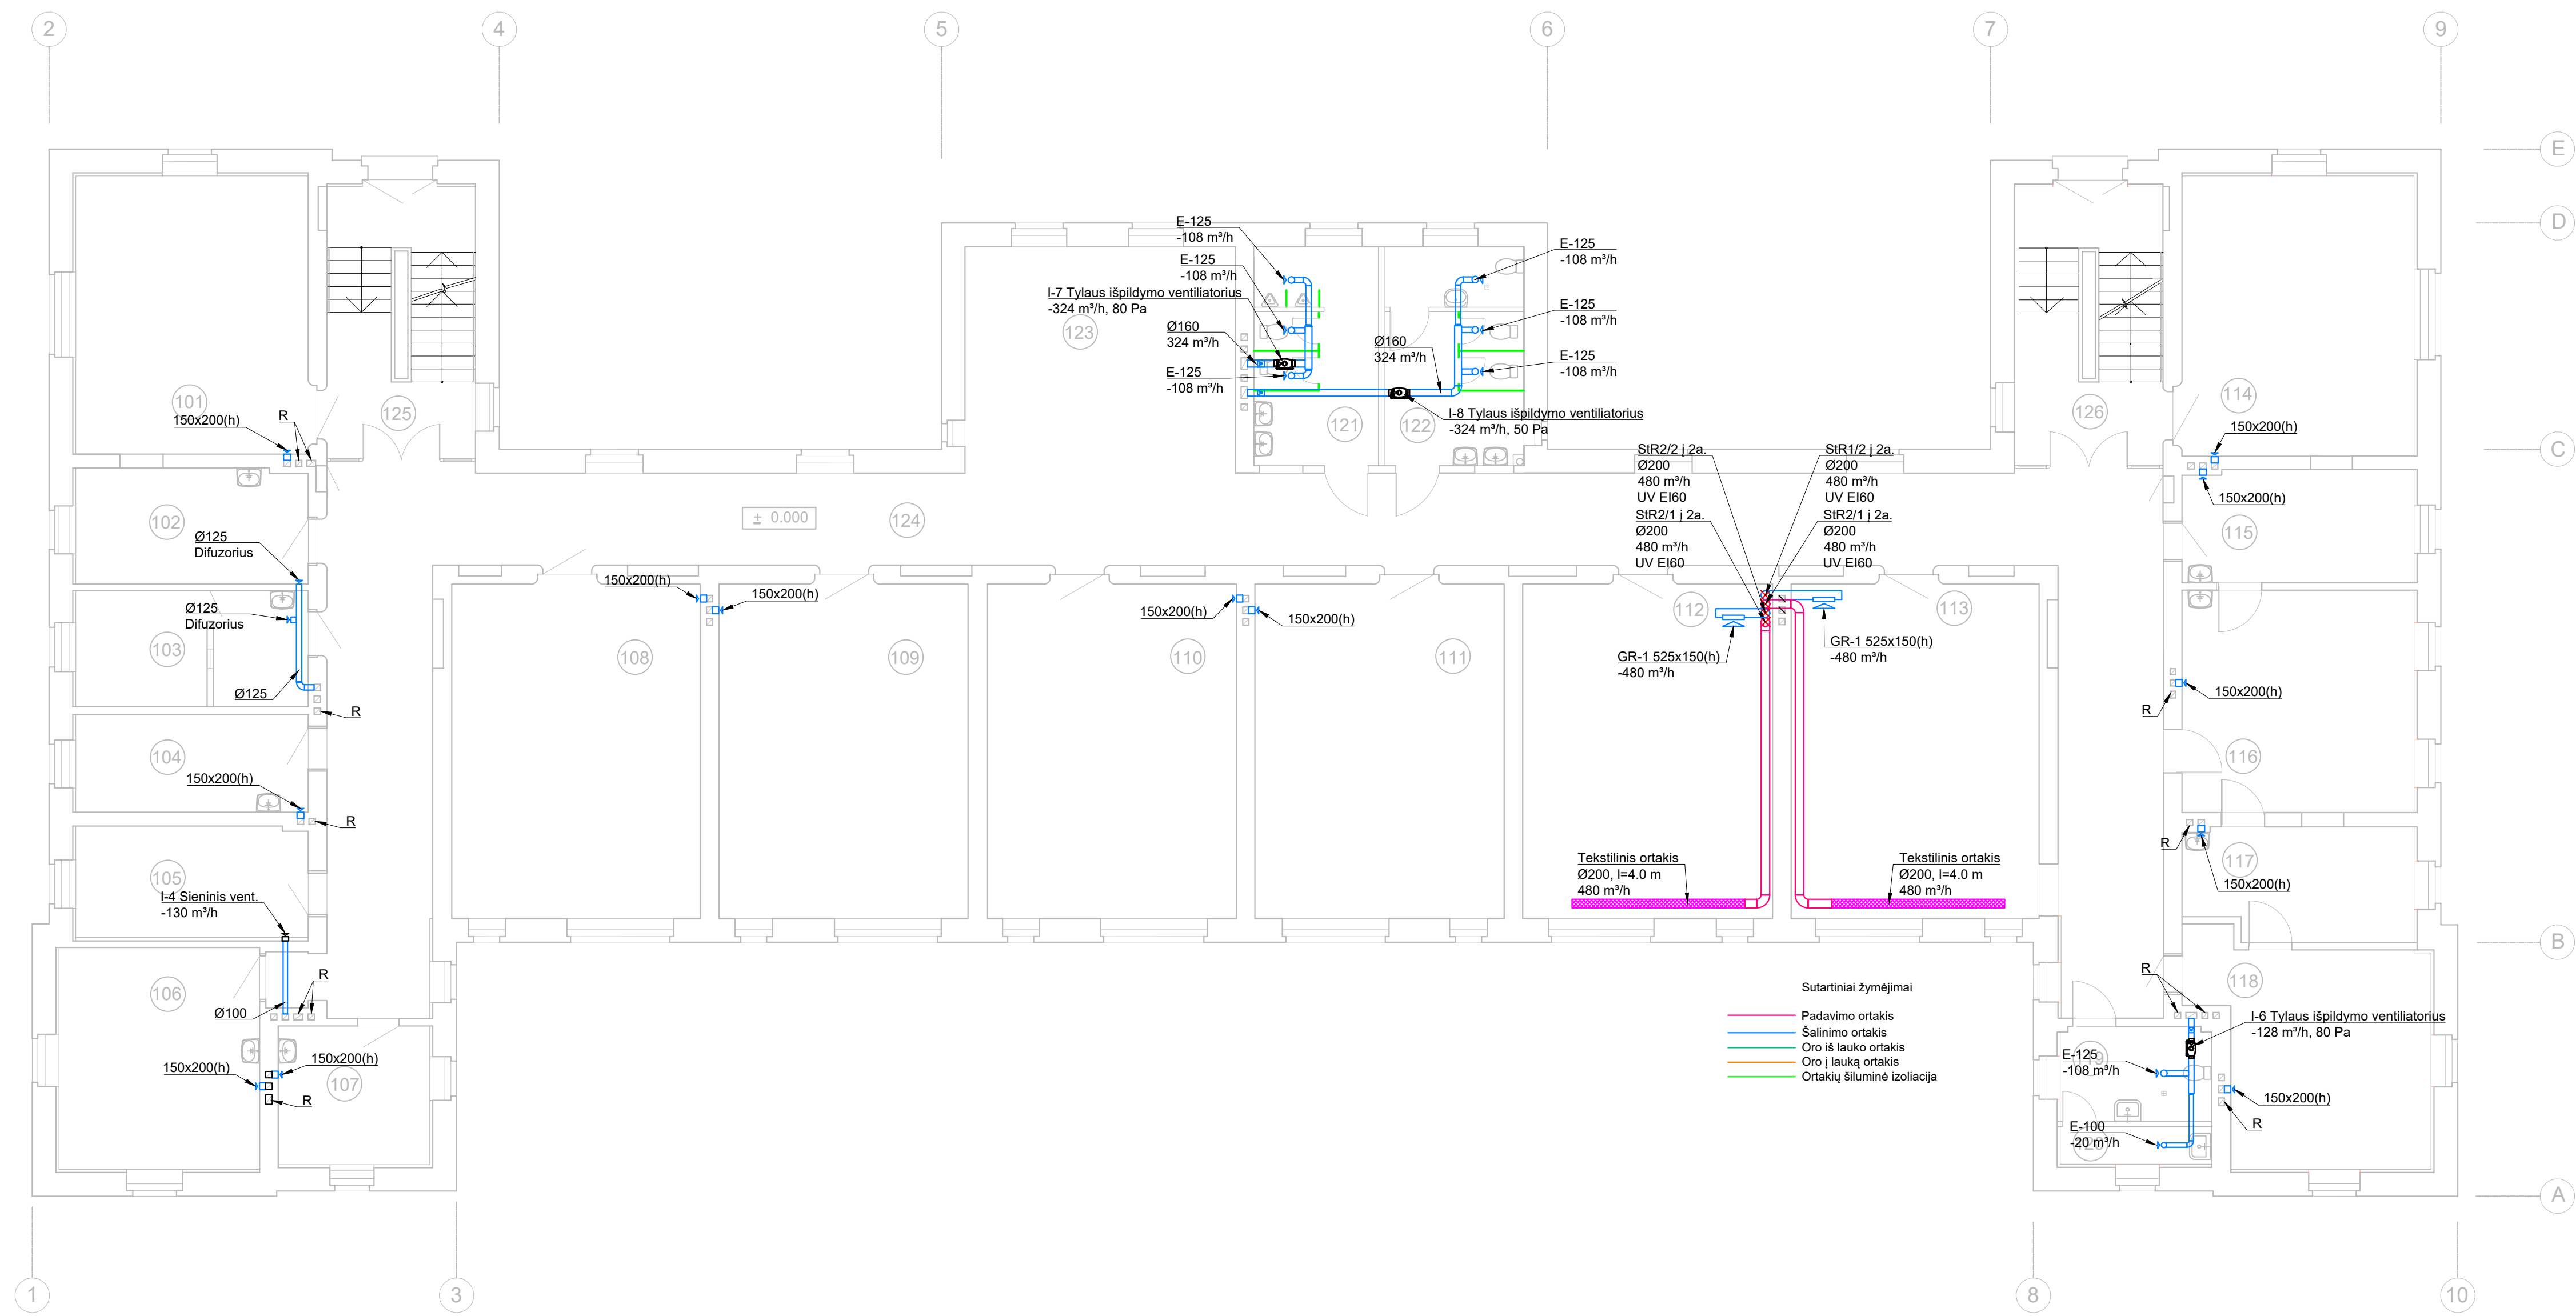 2
4
5
6
7
9
E
D
C
B
A
1
3
8
10
101
150x200(h)
R
125
102
Ø125
Difuzorius
103
Ø125
Difuzorius
Ø125
R
104
150x200(h)
R
105
I-4 Sieninis vent.
-130 m³/h
106
R
Ø100
150x200(h)
150x200(h)
107
R
± 0.000
124
108
150x200(h)
150x200(h)
109
110
150x200(h)
150x200(h)
111
123
E-125
-108 m³/h
E-125
-108 m³/h
I-7 Tylaus išpildymo ventiliatorius
-324 m³/h, 80 Pa
Ø160
324 m³/h
E-125
-108 m³/h
121
122
Ø160
324 m³/h
E-125
-108 m³/h
E-125
-108 m³/h
E-125
-108 m³/h
I-8 Tylaus išpildymo ventiliatorius
-324 m³/h, 50 Pa
StR2/2 į 2a.
Ø200
480 m³/h
UV EI60
StR2/1 į 2a.
Ø200
480 m³/h
UV EI60
StR1/2 į 2a.
Ø200
480 m³/h
UV EI60
StR2/1 į 2a.
Ø200
480 m³/h
UV EI60
112
113
GR-1 525x150(h)
-480 m³/h
GR-1 525x150(h)
-480 m³/h
Tekstilinis ortakis
Ø200, l=4.0 m
480 m³/h
Tekstilinis ortakis
Ø200, l=4.0 m
480 m³/h
126
114
150x200(h)
150x200(h)
115
150x200(h)
R
116
R
117
150x200(h)
R
118
I-6 Tylaus išpildymo ventiliatorius
-128 m³/h, 80 Pa
119
E-125
-108 m³/h
150x200(h)
R
E-100
-20 m³/h
120
Sutartiniai žymėjimai
Padavimo ortakis
Šalinimo ortakis
Oro iš lauko ortakis
Oro į lauką ortakis
Ortakių šiluminė izoliacija